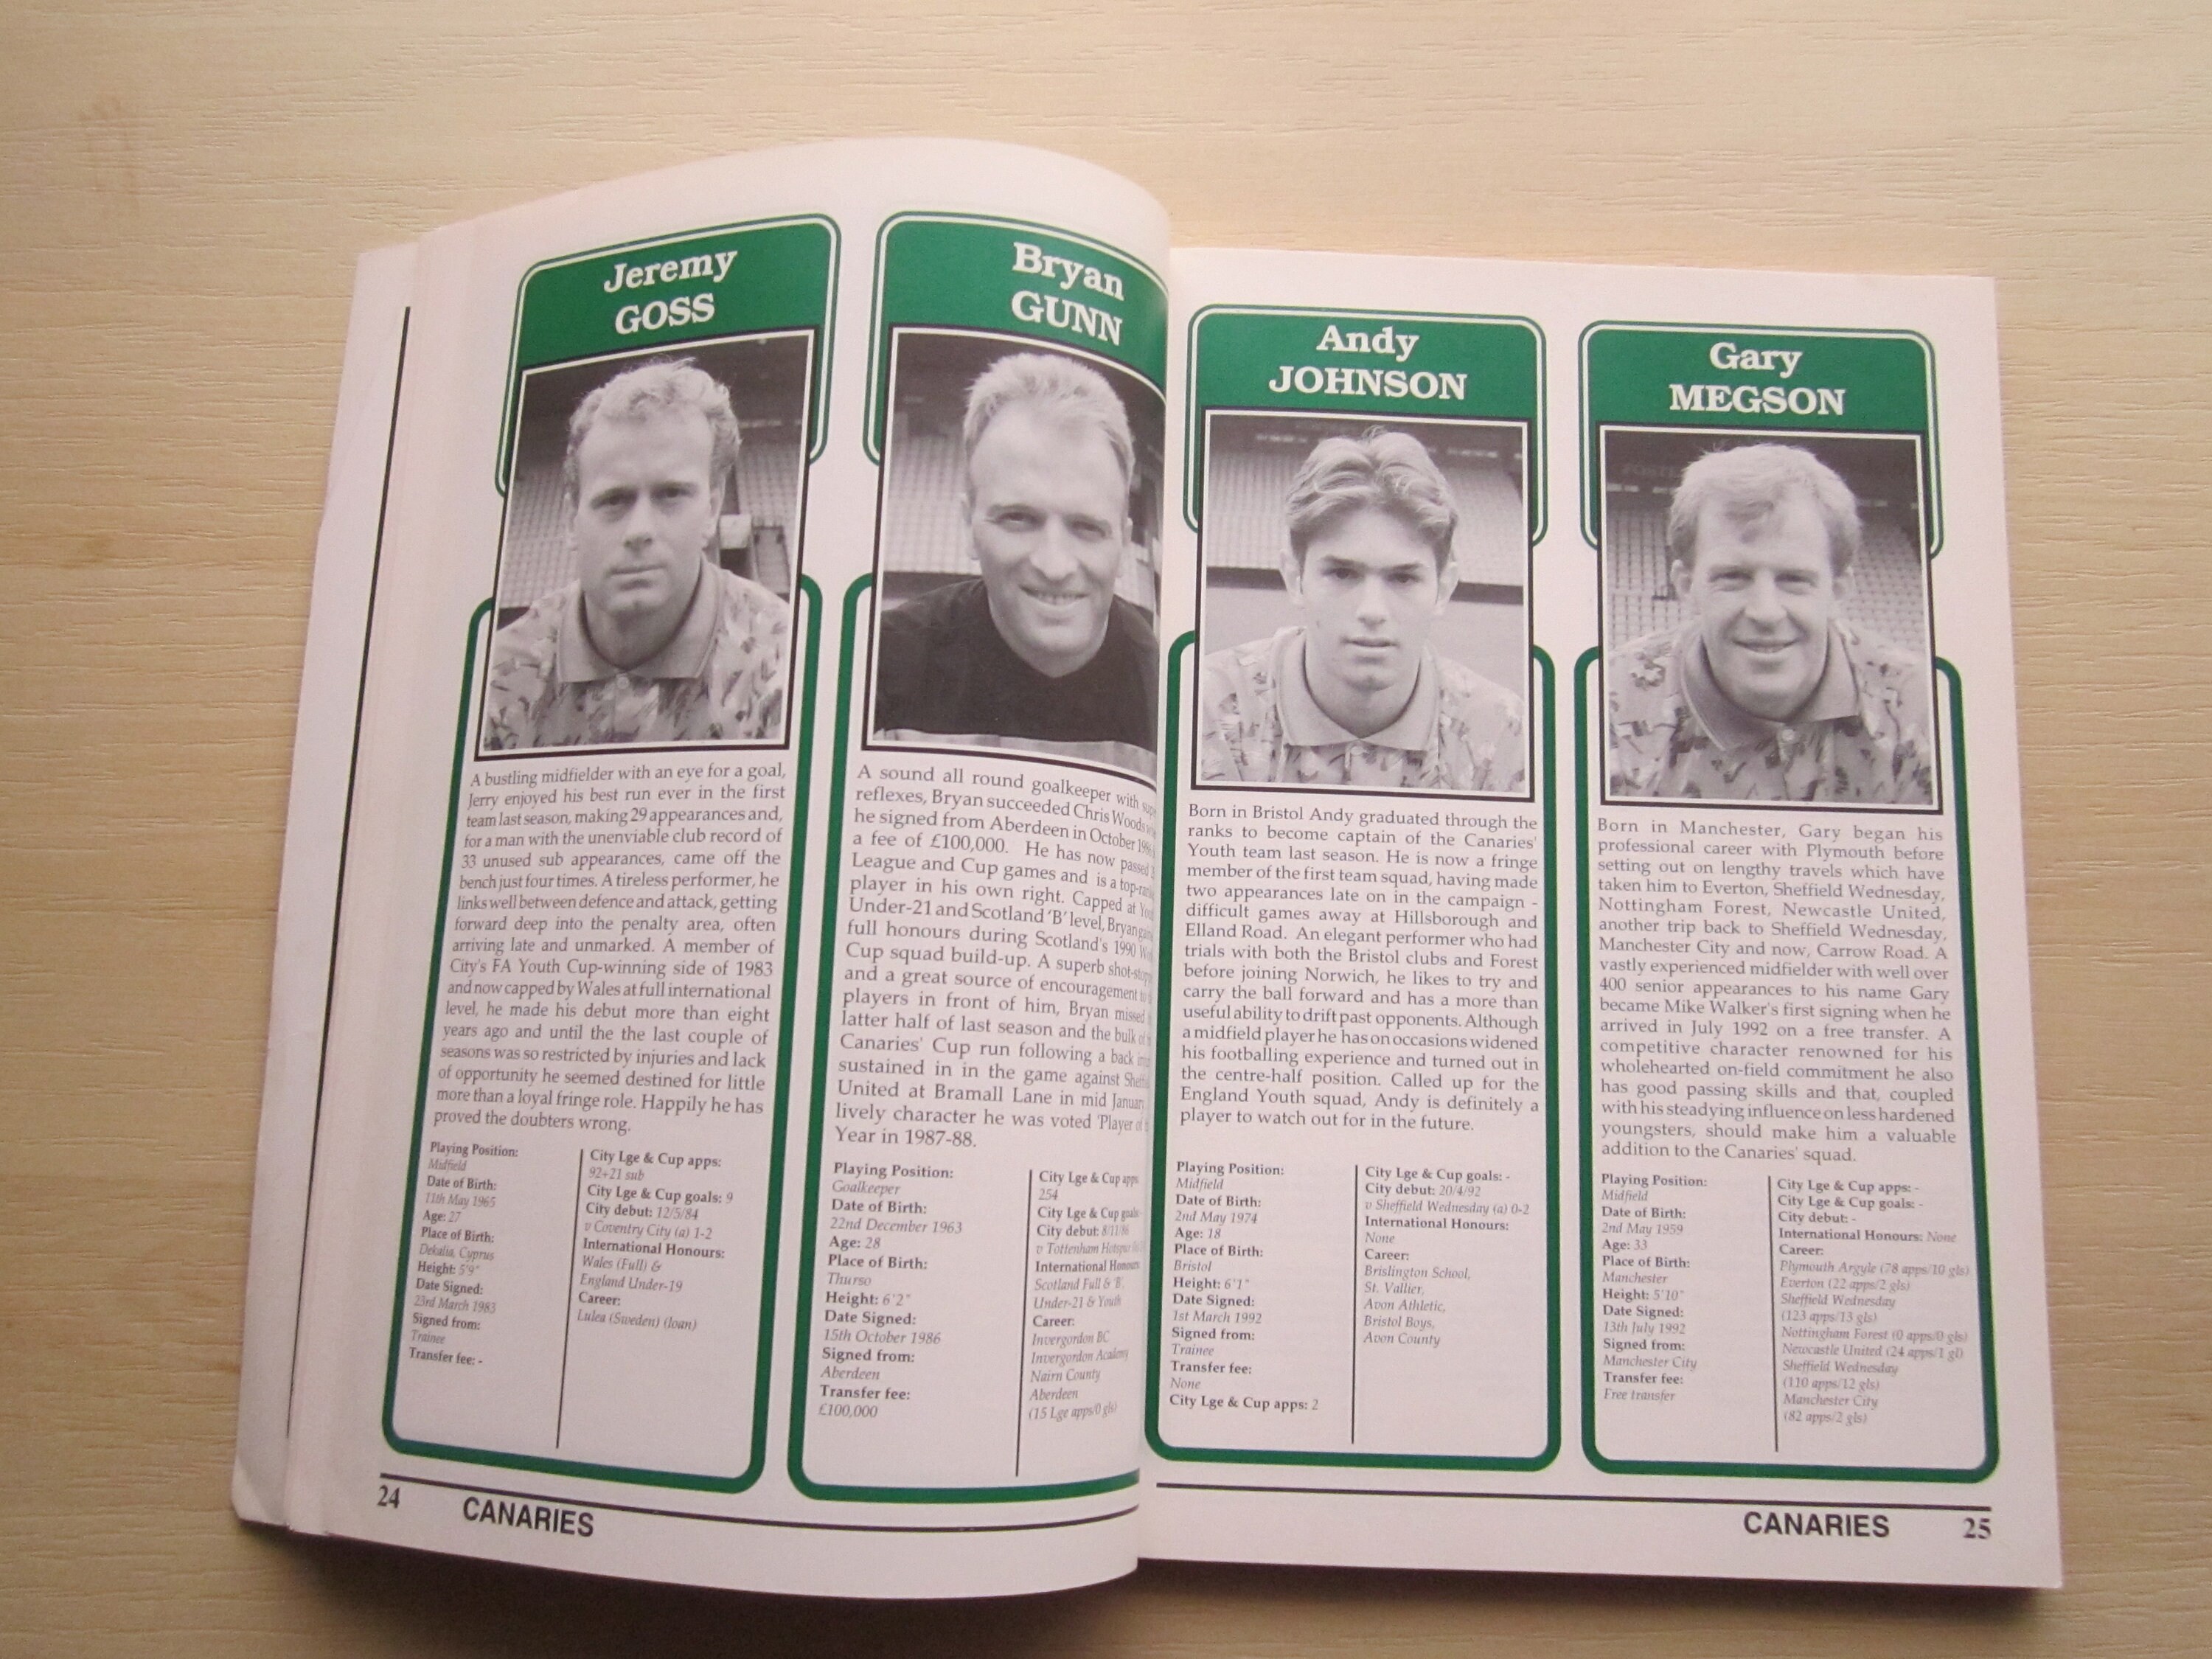 Jeremy
GOSS
A bustling midfielder with an eye for a goal,
Jerry enjoyed his best run ever in the first
team last season, making 29 appearances and,
for a man with the unenviable club record of
33 unused sub appearances, came off the
bench just four times. A tireless performer, he
links well between defence and attack, getting
forward deep into the penalty area, often
arriving late and unmarked. A member of
City's FA Youth Cup-winning side of 1983
and now capped by Wales at full international
level, he made his debut more than eight
years ago and until the the last couple of
seasons was so restricted by injuries and lack
of opportunity he seemed destined for little
more than a loyal fringe role. Happily he has
proved the doubters wrong.
Playing Position:
Midfield
Date of Birth:
11th May 1965
Age: 27
Place of Birth:
Dekalia, Cyprus
Height: 5'9"
Date Signed:
23rd March 1983
Signed from:
Trainee
Transfer fee: -
City Lge & Cup apps:
92+21 sub
City Lge & Cup goals: 9
City debut: 12/5/84
v Coventry City (a) 1-2
International Honours:
Wales (Full) &
England Under-19
Career:
Lulea (Sweden) (loan)
Bryan
GUNN
A sound all round goalkeeper with
reflexes, Bryan succeeded Chris Woods
he signed from Aberdeen in October
a fee of £100,000. He has now passed
League and Cup games and is a
player in his own right. Capped at
Under-21 and Scotland 'B' level, Bryan
full honours during Scotland's 1990
Cup squad build-up. A superb
and a great source of encouragement
players in front of him, Bryan missed
latter half of last season and the bulk
Canaries' Cup run following a back
sustained in in the game against
United at Bramall Lane in mid January
lively character he was voted 'Player
Year in 1987-88.
Playing Position:
Goalkeeper
Date of Birth:
22nd December 1963
Age: 28
Place of Birth:
Thurso
Height: 6'2"
Date Signed:
15th October 1986
Signed from:
Aberdeen
Transfer fee:
£100,000
City Lge & Cup apps
254
City Lge & Cup goals
City debut: 8/11/86
v Tottenham Hotspur
International Honours
Scotland Full & 'B',
Under-21 & Youth
Career:
Invergordon BC
Invergordon Academy
Nairn County
Aberdeen
(15 Lge apps/0 gls)
24 CANARIES
Andy
JOHNSON
Born in Bristol Andy graduated through the
ranks to become captain of the Canaries'
Youth team last season. He is now a fringe
member of the first team squad, having made
two appearances late on in the campaign -
difficult games away at Hillsborough and
Elland Road. An elegant performer who had
trials with both the Bristol clubs and Forest
before joining Norwich, he likes to try and
carry the ball forward and has a more than
useful ability to drift past opponents. Although
a midfield player he has on occasions widened
his footballing experience and turned out in
the centre-half position. Called up for the
England Youth squad, Andy is definitely a
player to watch out for in the future.
Playing Position:
Midfield
Date of Birth:
2nd May 1974
Age: 18
Place of Birth:
Bristol
Height: 6'1"
Date Signed:
1st March 1992
Signed from:
Trainee
Transfer fee:
None
City Lge & Cup apps: 2
City Lge & Cup goals: -
City debut: 20/4/92
v Sheffield Wednesday (a) 0-2
International Honours:
None
Career:
Brislington School,
St. Vallier,
Avon Athletic,
Bristol Boys,
Avon County
Gary
MEGSON
Born in Manchester, Gary began his
professional career with Plymouth before
setting out on lengthy travels which have
taken him to Everton, Sheffield Wednesday,
Nottingham Forest, Newcastle United,
another trip back to Sheffield Wednesday,
Manchester City and now, Carrow Road. A
vastly experienced midfielder with well over
400 senior appearances to his name Gary
became Mike Walker's first signing when he
arrived in July 1992 on a free transfer. A
competitive character renowned for his
wholehearted on-field commitment he also
has good passing skills and that, coupled
with his steadying influence on less hardened
youngsters, should make him a valuable
addition to the Canaries' squad.
Playing Position:
Midfield
Date of Birth:
2nd May 1959
Age: 33
Place of Birth:
Manchester
Height: 5'10"
Date Signed:
13th July 1992
Signed from:
Manchester City
Transfer fee:
Free transfer
City Lge & Cup apps: -
City Lge & Cup goals: -
City debut: -
International Honours: None
Career:
Plymouth Argyle (78 apps/10 gls)
Everton (22 apps/2 gls)
Sheffield Wednesday
(123 apps/13 gls)
Nottingham Forest (0 apps/0 gls)
Newcastle United (24 apps/1 gl)
Sheffield Wednesday
(110 apps/12 gls)
Manchester City
(82 apps/2 gls)
CANARIES 25